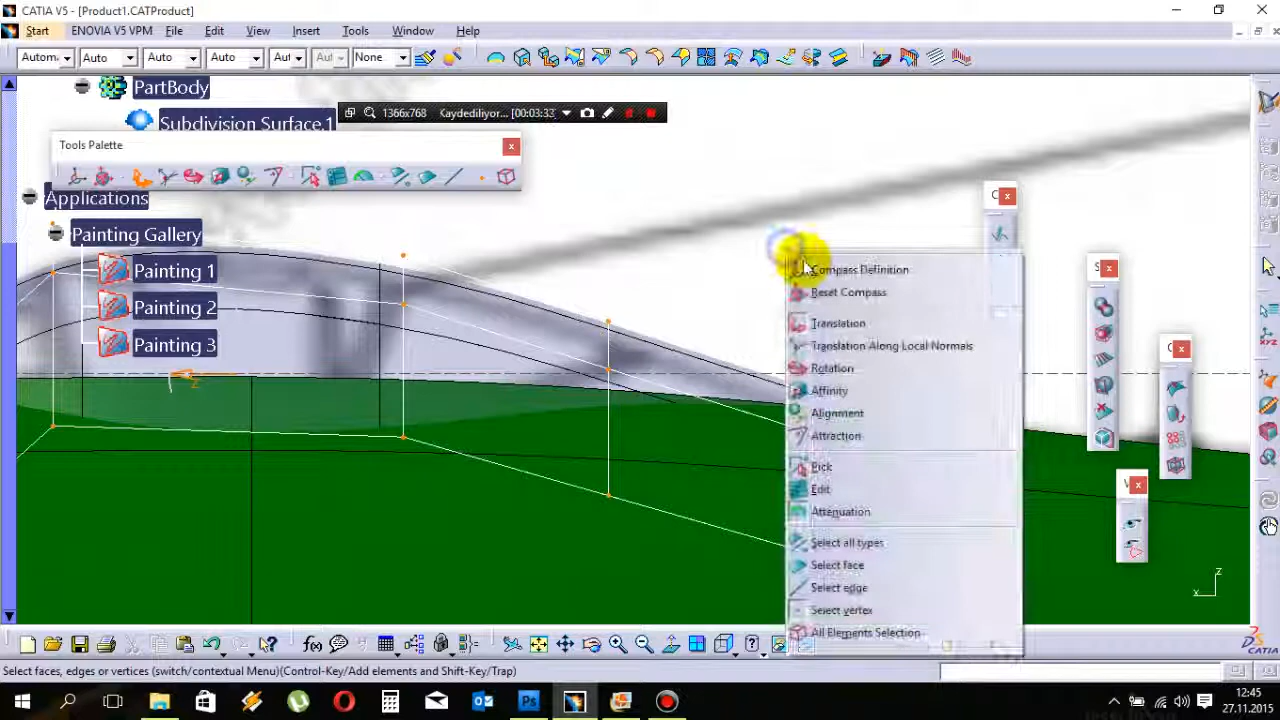 CATIA V5 - [Product1.CATProduct]
Start ENOVIA V5 VPM File Edit View Insert Tools Window Help
Autom Auto Auto Auto Aut Aut None
PartBody
1366x768 Kaydediliyor... [00:03:33]
Subdivision Surface.1
Tools Palette
Applications
Painting Gallery
Painting 1
Painting 2
Painting 3
Compass Definition
Reset Compass
Translation
Translation Along Local Normals
Rotation
Affinity
Alignment
Attraction
Pick
Edit
Attenuation
Select all types
Select face
Select edge
Select vertex
All Elements Selection
C
S
C
V
z
z
x
CATIA
Select faces, edges or vertices (switch/contextual Menu)(Control-Key/Add elements and Shift-Key/Trap)
12:45
27.11.2015